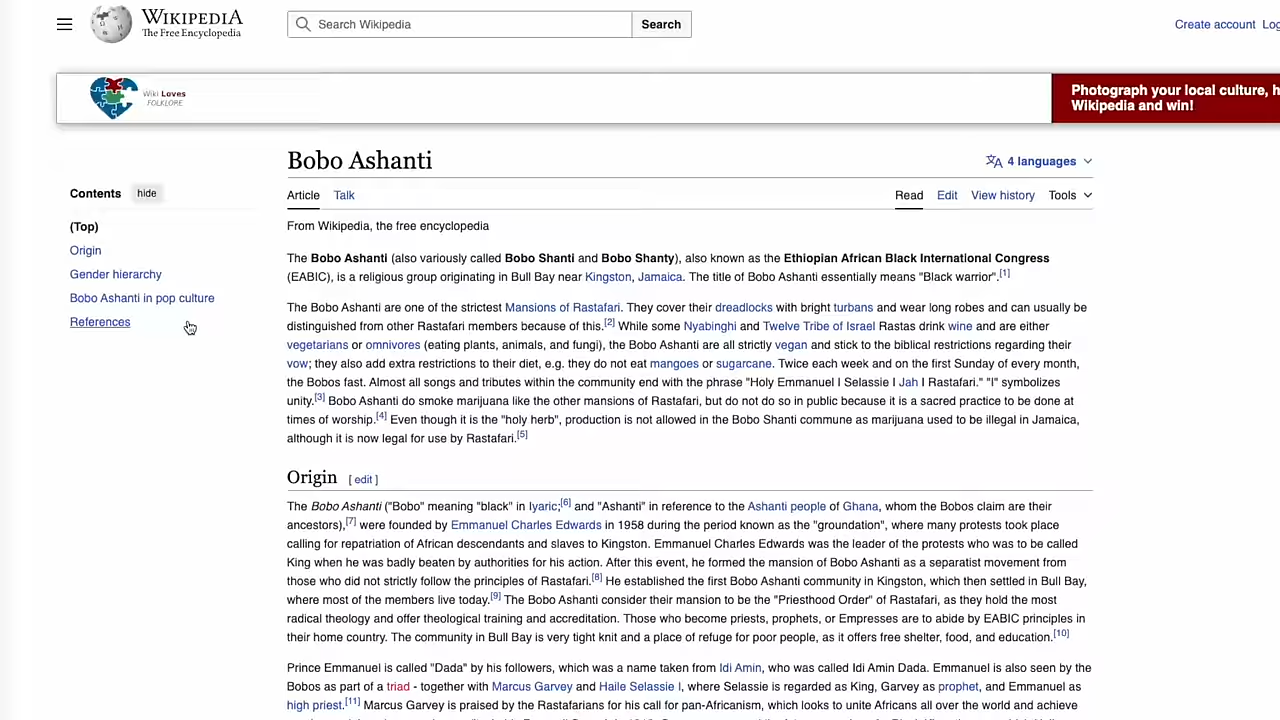 WIKIPEDIA
The Free Encyclopedia
Search Wikipedia
Search
Create account
Wiki Loves
FOLKLORE
Photograph your local culture, h
Wikipedia and win!
Bobo Ashanti
4 languages
Contents hide
Article Talk
Read Edit View history Tools
(Top)
Origin
Gender hierarchy
Bobo Ashanti in pop culture
References
From Wikipedia, the free encyclopedia
The Bobo Ashanti (also variously called Bobo Shanti and Bobo Shanty), also known as the Ethiopian African Black International Congress
(EABIC), is a religious group originating in Bull Bay near Kingston, Jamaica. The title of Bobo Ashanti essentially means "Black warrior".[1]
The Bobo Ashanti are one of the strictest Mansions of Rastafari. They cover their dreadlocks with bright turbans and wear long robes and can usually be
distinguished from other Rastafari members because of this.[2] While some Nyabinghi and Twelve Tribe of Israel Rastas drink wine and are either
vegetarians or omnivores (eating plants, animals, and fungi), the Bobo Ashanti are all strictly vegan and stick to the biblical restrictions regarding their
vow; they also add extra restrictions to their diet, e.g. they do not eat mangoes or sugarcane. Twice each week and on the first Sunday of every month,
the Bobos fast. Almost all songs and tributes within the community end with the phrase "Holy Emmanuel I Selassie I Jah I Rastafari." "I" symbolizes
unity.[3] Bobo Ashanti do smoke marijuana like the other mansions of Rastafari, but do not do so in public because it is a sacred practice to be done at
times of worship.[4] Even though it is the "holy herb", production is not allowed in the Bobo Shanti commune as marijuana used to be illegal in Jamaica,
although it is now legal for use by Rastafari.[5]
Origin [ edit ]
The Bobo Ashanti ("Bobo" meaning "black" in Iyaric;[6] and "Ashanti" in reference to the Ashanti people of Ghana, whom the Bobos claim are their
ancestors),[7] were founded by Emmanuel Charles Edwards in 1958 during the period known as the "groundation", where many protests took place
calling for repatriation of African descendants and slaves to Kingston. Emmanuel Charles Edwards was the leader of the protests who was to be called
King when he was badly beaten by authorities for his action. After this event, he formed the mansion of Bobo Ashanti as a separatist movement from
those who did not strictly follow the principles of Rastafari.[8] He established the first Bobo Ashanti community in Kingston, which then settled in Bull Bay,
where most of the members live today.[9] The Bobo Ashanti consider their mansion to be the "Priesthood Order" of Rastafari, as they hold the most
radical theology and offer theological training and accreditation. Those who become priests, prophets, or Empresses are to abide by EABIC principles in
their home country. The community in Bull Bay is very tight knit and a place of refuge for poor people, as it offers free shelter, food, and education.[10]
Prince Emmanuel is called "Dada" by his followers, which was a name taken from Idi Amin, who was called Idi Amin Dada. Emmanuel is also seen by the
Bobos as part of a triad - together with Marcus Garvey and Haile Selassie I, where Selassie is regarded as King, Garvey as prophet, and Emmanuel as
high priest.[11] Marcus Garvey is praised by the Rastafarians for his call for pan-Africanism, which looks to unite Africans all over the world and achieve